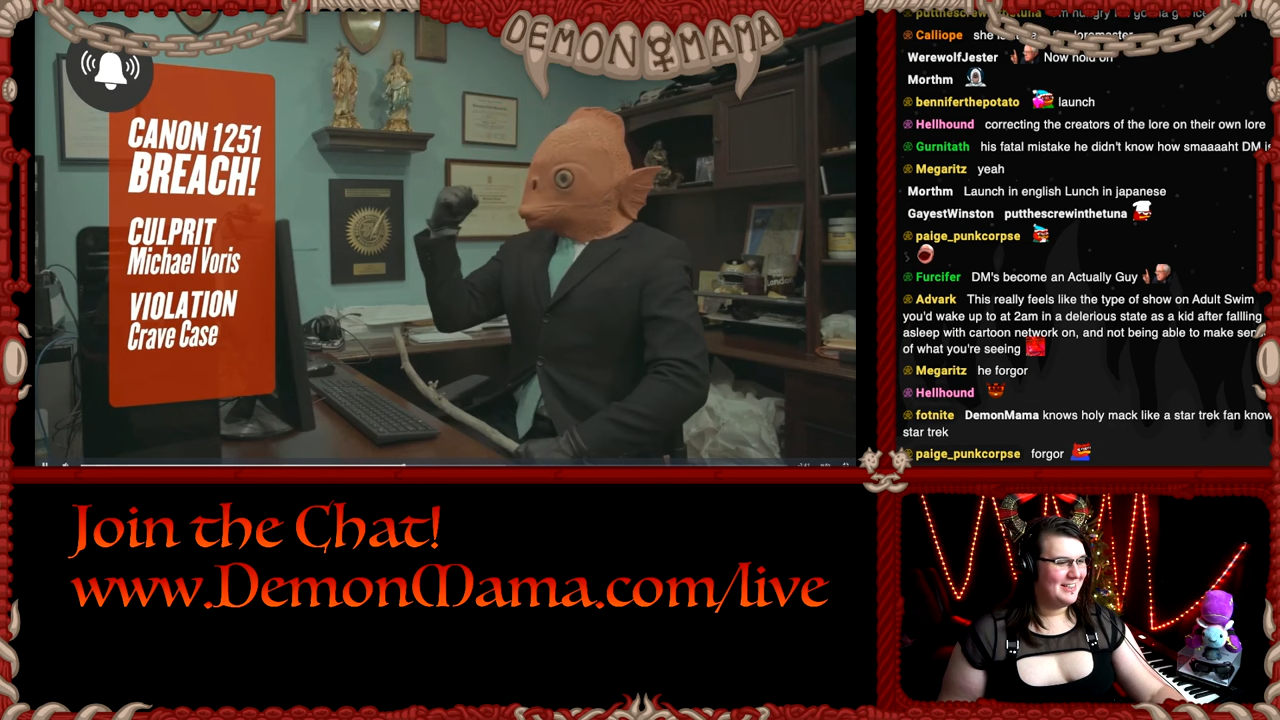 DEMON MAMA
CANON 1251
BREACH!
CULPRIT
Michael Voris
VIOLATION
Crave Case
London
Calliope she
WerewolfJester Now hold on
Morthm
benniferthepotato launch
Hellhound correcting the creators of the lore on their own lore
Gurnitath his fatal mistake he didn't know how smaaaaht DM is
Megaritz yeah
Morthm Launch in english Lunch in japanese
GayestWinston putthescrewinthetuna
paige_punkcorpse
Furcifer DM's become an Actually Guy
Advark This really feels like the type of show on Adult Swim
you'd wake up to at 2am in a delerious state as a kid after fallling
asleep with cartoon network on, and not being able to make sen
of what you're seeing
Megaritz he forgor
Hellhound
fotnite DemonMama knows holy mack like a star trek fan know
star trek
paige_punkcorpse forgor
Join the Chat!
www.DemonMama.com/live